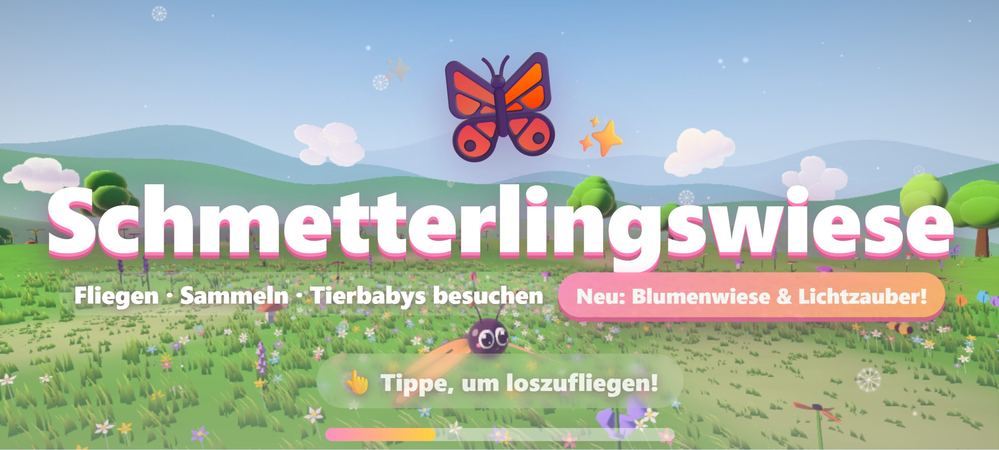 Schmetterlingswiese
Fliegen · Sammeln · Tierbabys besuchen
Neu: Blumenwiese & Lichtzauber!
Tippe, um loszufliegen!